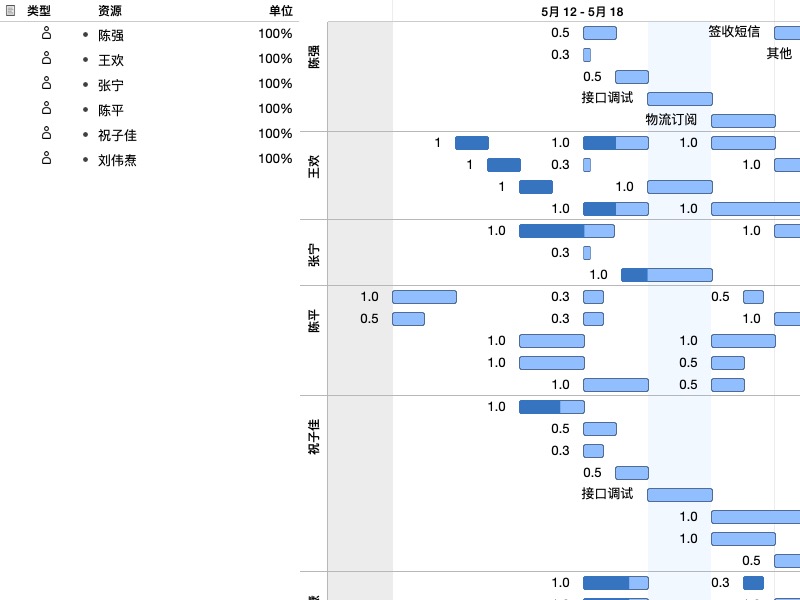 类型 资源 单位
陈强 100%
王欢 100%
张宁 100%
陈平 100%
祝子佳 100%
刘伟焘 100%
5月 12 - 5月 18
陈强
0.5 签收短信
0.3 其他
0.5
接口调试
物流订阅
王欢
1 1.0 1.0
1 0.3 1.0
1 1.0
1.0 1.0
张宁
1.0 1.0
0.3
1.0
陈平
1.0 0.3 0.5
0.5 0.3 1.0
1.0 1.0
1.0 0.5
1.0 0.5
祝子佳
1.0
0.5
0.3
0.5
接口调试
1.0
1.0
0.5
1.0 0.3